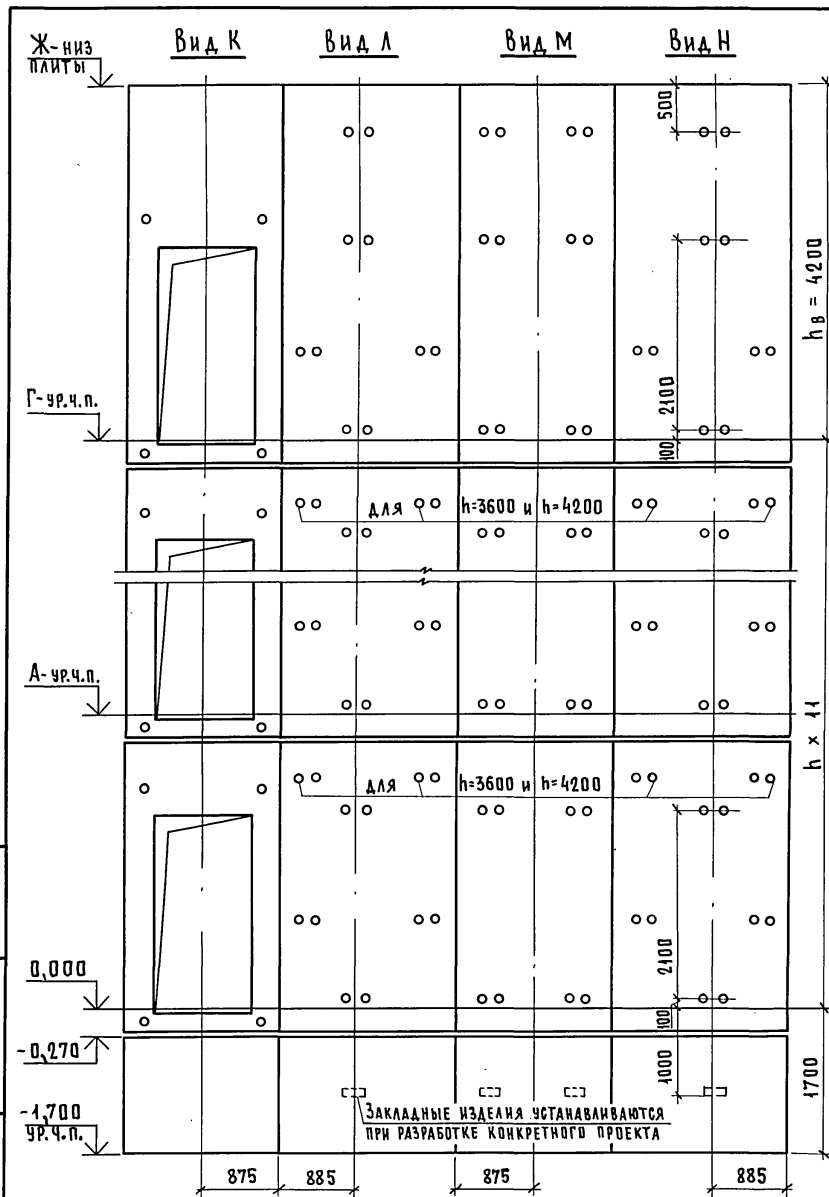 Вид К
Вид Л
Вид М
Вид Н
Ж-низ
плиты
500
hв = 4200
2100
Г-ур.ч.п.
100
для h=3600 и h=4200
А-ур.ч.п.
h × 11
для h=3600 и h=4200
2100
0,000
100
-0,270
1000
1700
Закладные изделия устанавливаются
при разработке конкретного проекта
-1,700
ур.ч.п.
875
885
875
885